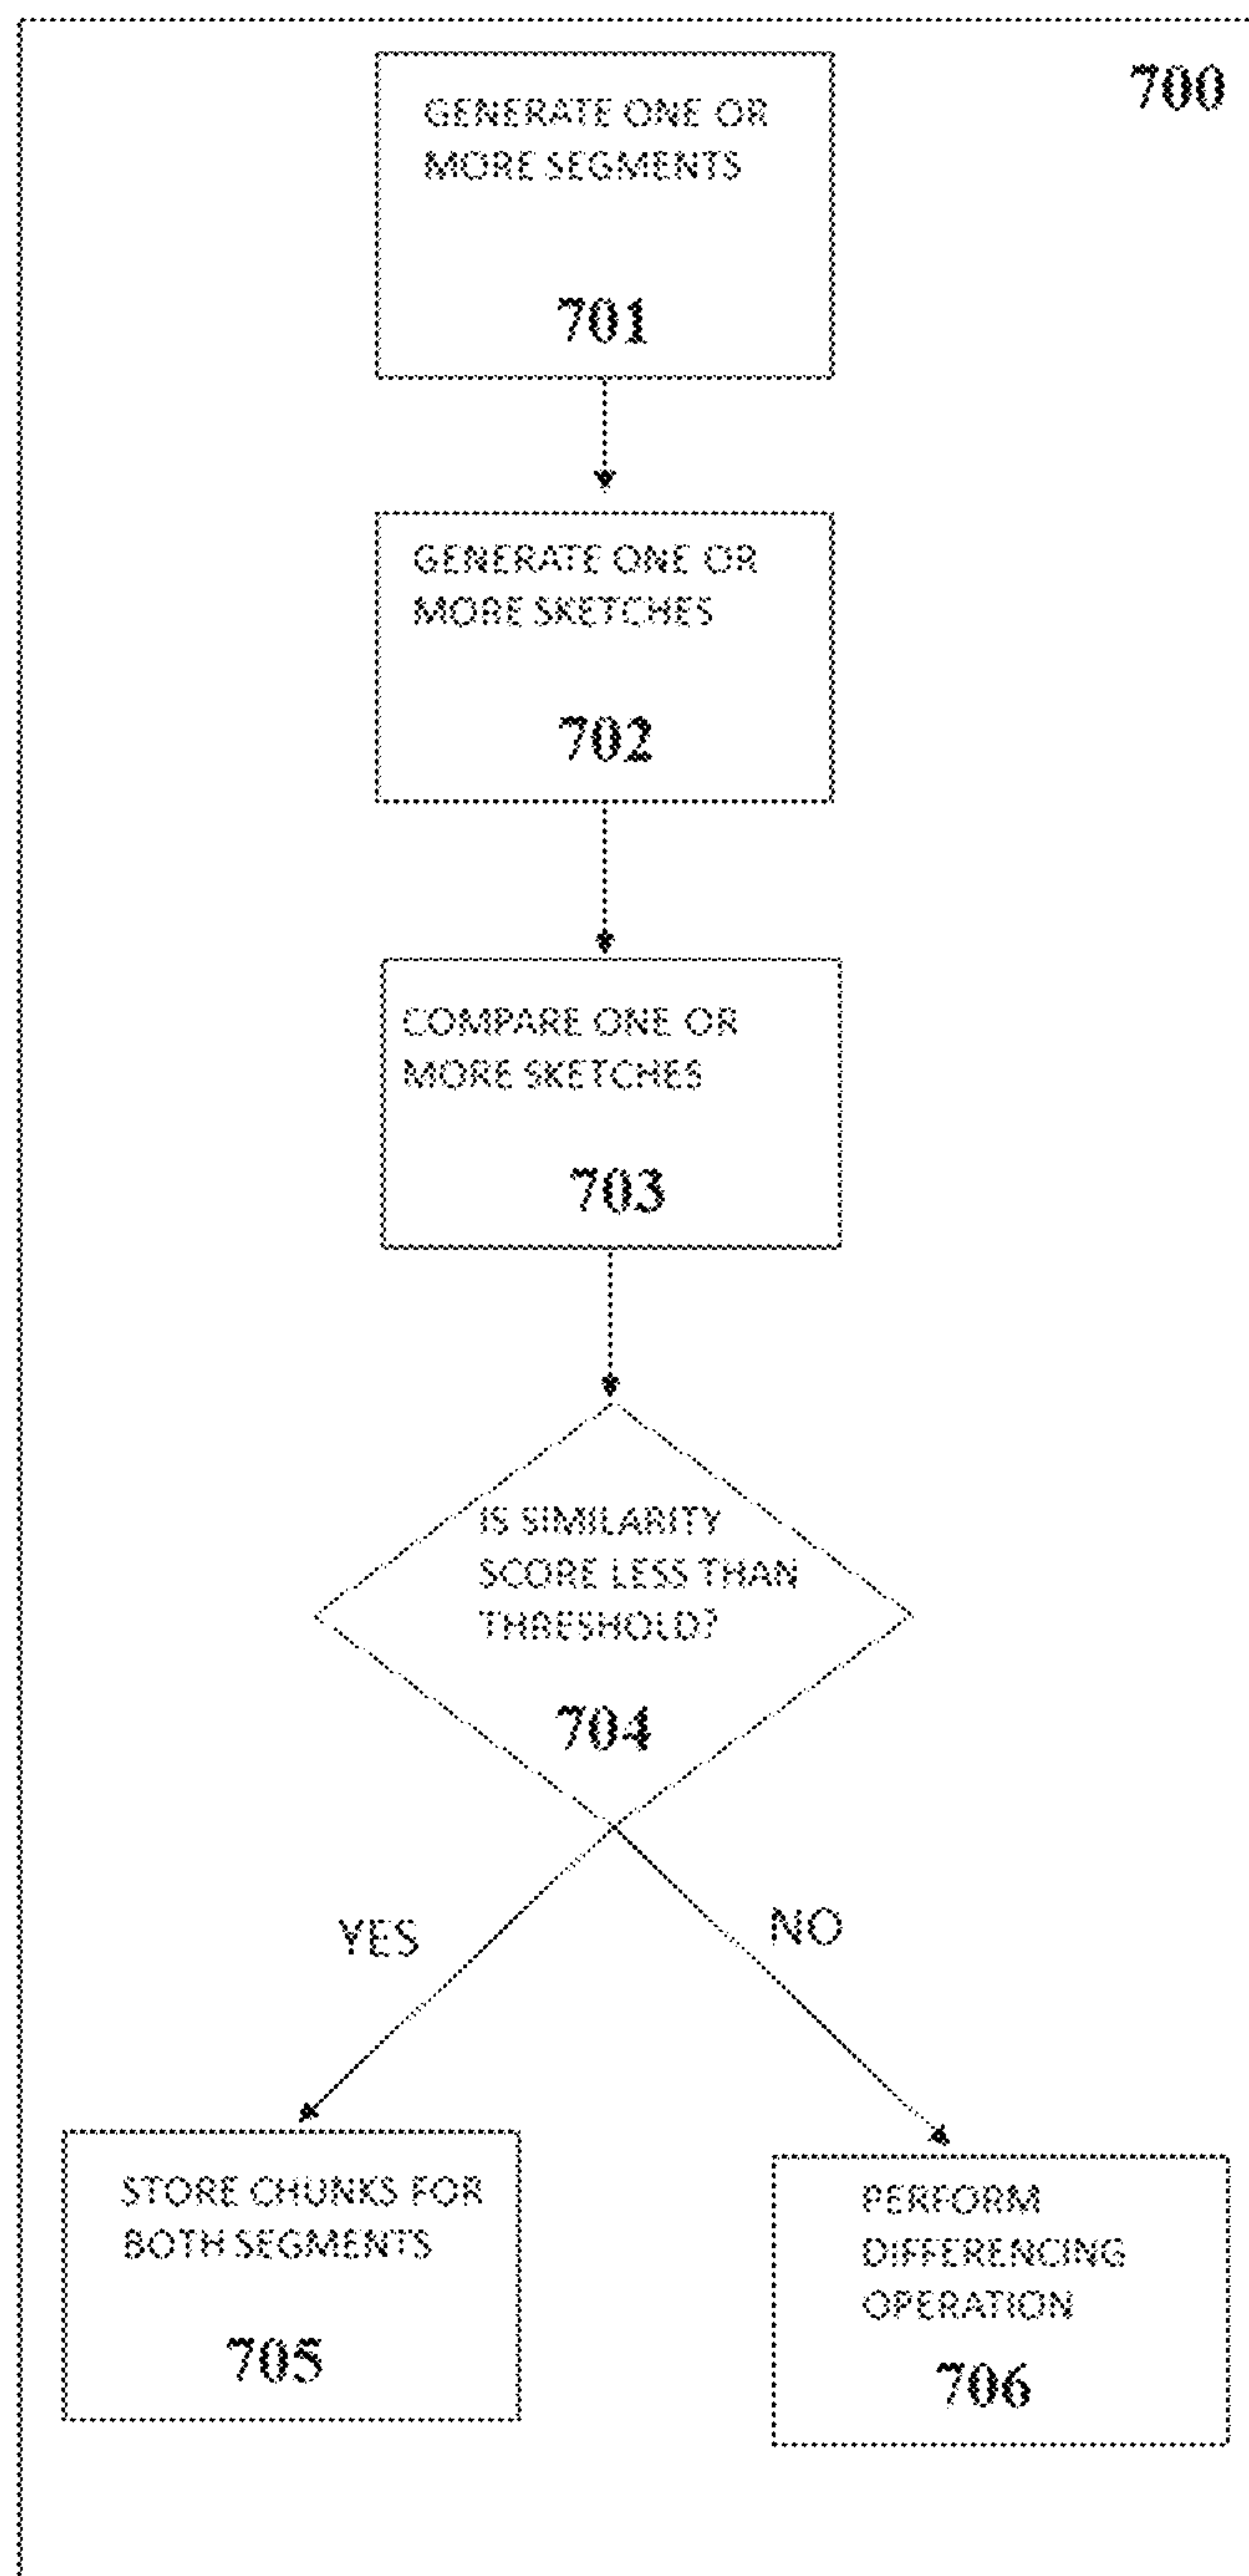 700
GENERATE ONE OR
MORE SEGMENTS
701
GENERATE ONE OR
MORE SKETCHES
702
COMPARE ONE OR
MORE SKETCHES
703
IS SIMILARITY
SCORE LESS THAN
THRESHOLD?
704
YES
NO
STORE CHUNKS FOR
BOTH SEGMENTS
705
PERFORM
DIFFERENCING
OPERATION
706